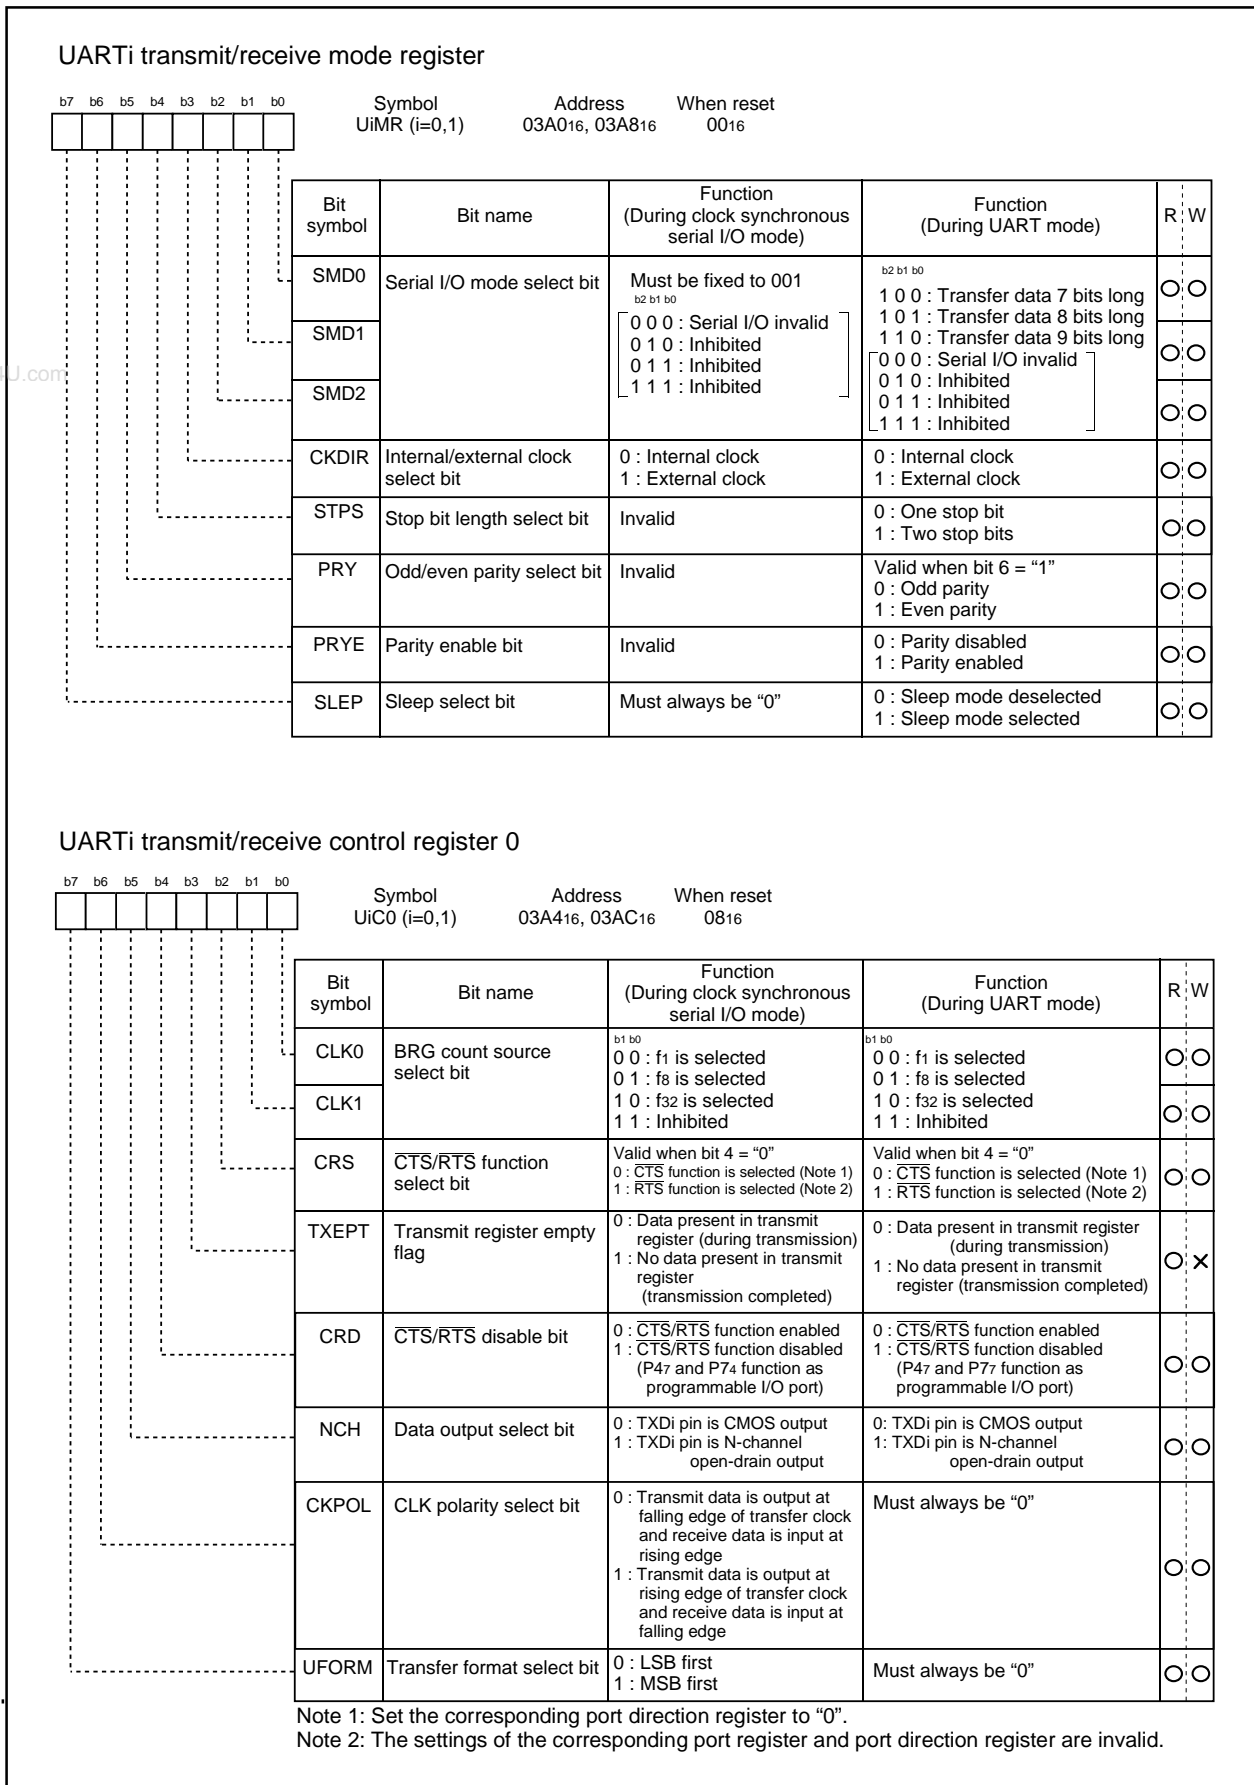 UARTi transmit/receive mode register
b7 b6 b5 b4 b3 b2 b1 b0
Symbol Address When reset
UiMR (i=0,1) 03A016, 03A816 0016
Bit symbol Bit name Function (During clock synchronous serial I/O mode) Function (During UART mode) R W
SMD0 Serial I/O mode select bit
Must be fixed to 001
b2 b1 b0
0 0 0 : Serial I/O invalid
0 1 0 : Inhibited
0 1 1 : Inhibited
1 1 1 : Inhibited
b2 b1 b0
1 0 0 : Transfer data 7 bits long
1 0 1 : Transfer data 8 bits long
1 1 0 : Transfer data 9 bits long
0 0 0 : Serial I/O invalid
0 1 0 : Inhibited
0 1 1 : Inhibited
1 1 1 : Inhibited
SMD1
4U.com
SMD2
CKDIR Internal/external clock select bit
0 : Internal clock
1 : External clock
0 : Internal clock
1 : External clock
STPS Stop bit length select bit Invalid
0 : One stop bit
1 : Two stop bits
PRY Odd/even parity select bit Invalid
Valid when bit 6 = “1”
0 : Odd parity
1 : Even parity
PRYE Parity enable bit Invalid
0 : Parity disabled
1 : Parity enabled
SLEP Sleep select bit Must always be “0”
0 : Sleep mode deselected
1 : Sleep mode selected
UARTi transmit/receive control register 0
b7 b6 b5 b4 b3 b2 b1 b0
Symbol Address When reset
UiC0 (i=0,1) 03A416, 03AC16 0816
Bit symbol Bit name Function (During clock synchronous serial I/O mode) Function (During UART mode) R W
CLK0 BRG count source select bit
b1 b0
0 0 : f1 is selected
0 1 : f8 is selected
1 0 : f32 is selected
1 1 : Inhibited
b1 b0
0 0 : f1 is selected
0 1 : f8 is selected
1 0 : f32 is selected
1 1 : Inhibited
CLK1
CRS CTS/RTS function select bit
Valid when bit 4 = “0”
0 : CTS function is selected (Note 1)
1 : RTS function is selected (Note 2)
Valid when bit 4 = “0”
0 : CTS function is selected (Note 1)
1 : RTS function is selected (Note 2)
TXEPT Transmit register empty flag
0 : Data present in transmit
register (during transmission)
1 : No data present in transmit
register
(transmission completed)
0 : Data present in transmit register
(during transmission)
1 : No data present in transmit
register (transmission completed)
CRD CTS/RTS disable bit
0 : CTS/RTS function enabled
1 : CTS/RTS function disabled
(P47 and P74 function as
programmable I/O port)
0 : CTS/RTS function enabled
1 : CTS/RTS function disabled
(P47 and P77 function as
programmable I/O port)
NCH Data output select bit
0 : TXDi pin is CMOS output
1 : TXDi pin is N-channel
open-drain output
0: TXDi pin is CMOS output
1: TXDi pin is N-channel
open-drain output
CKPOL CLK polarity select bit
0 : Transmit data is output at
falling edge of transfer clock
and receive data is input at
rising edge
1 : Transmit data is output at
rising edge of transfer clock
and receive data is input at
falling edge
Must always be “0”
UFORM Transfer format select bit
0 : LSB first
1 : MSB first
Must always be “0”
Note 1: Set the corresponding port direction register to “0”.
Note 2: The settings of the corresponding port register and port direction register are invalid.